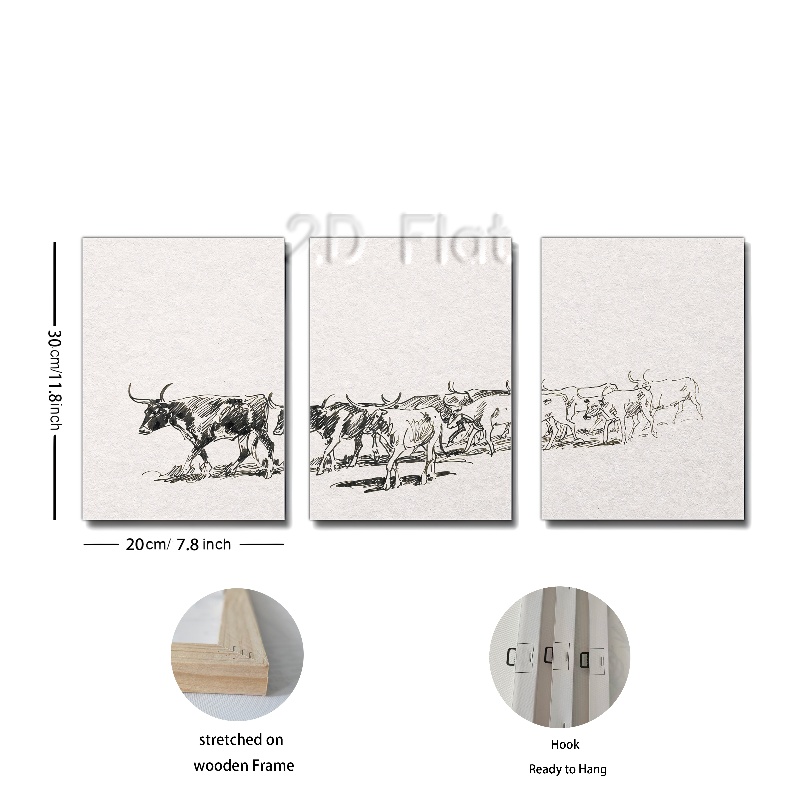 2D Flat
30cm/11.8inch
20cm/ 7.8 inch
stretched on
wooden Frame
Hook
Ready to Hang